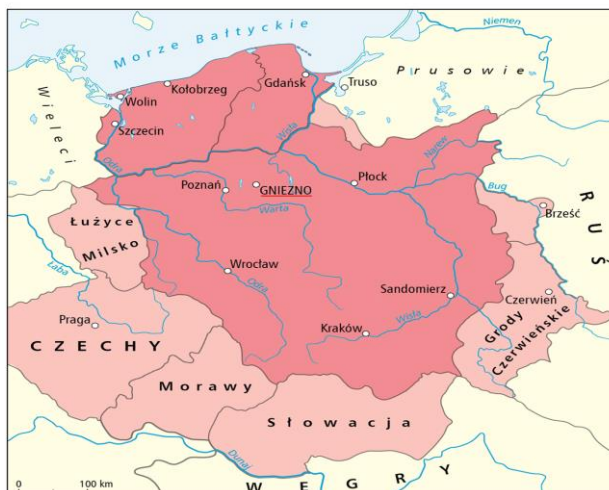 Morze Bałtyckie
Niemen
Gdańsk
Truso
Prusowie
Kołobrzeg
Wolin
Szczecin
Wieleci
Wisła
Narew
Odra
Poznań
GNIEZNO
Płock
Bug
Warta
Brześć
RUŚ
Łużyce
Milsko
Łaba
Wrocław
Odra
Sandomierz
Czerwień
Grody
Czerwieńskie
Praga
Kraków
Wisła
CZECHY
Morawy
Słowacja
Dunaj
0 100 km
WĘGRY